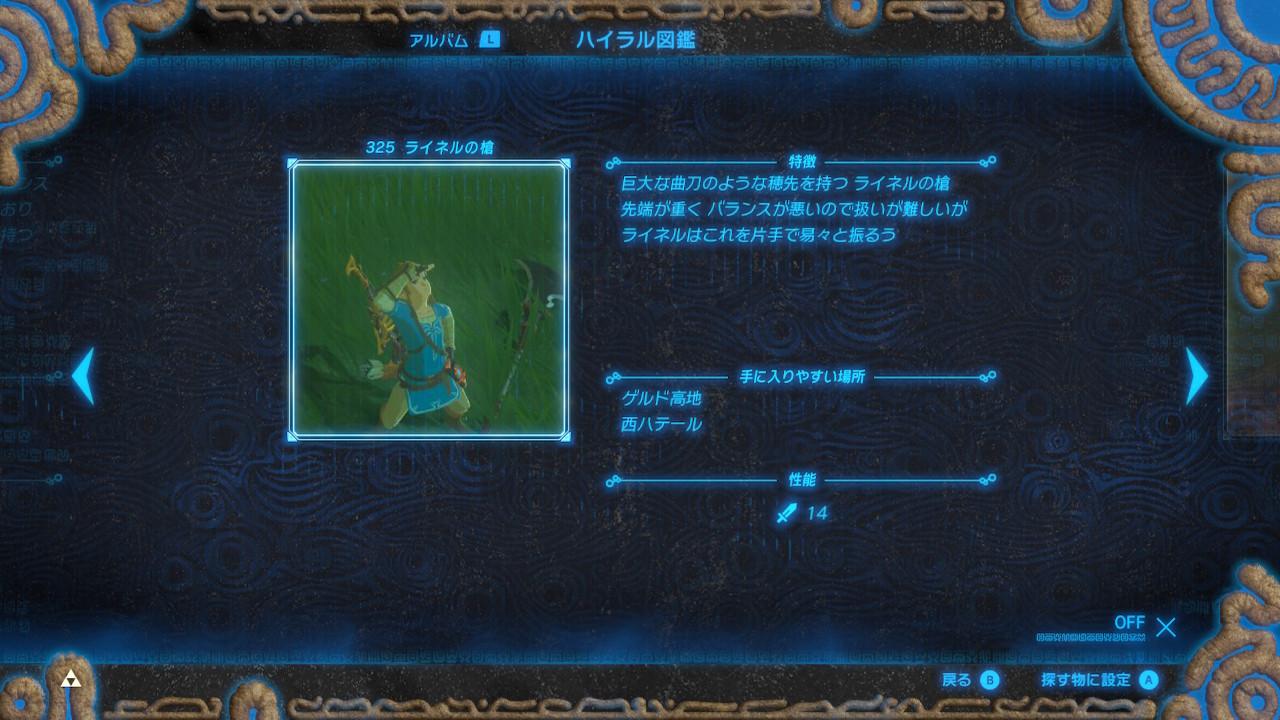 アルバム L
ハイラル図鑑
325 ライネルの槍
特徴
巨大な曲刀のような穂先を持つ ライネルの槍
先端が重く バランスが悪いので扱いが難しいが
ライネルはこれを片手で易々と振るう
手に入りやすい場所
ゲルド高地
西ハテール
性能
14
ス
おり
持つ
OFF
戻る B
探す物に設定 A